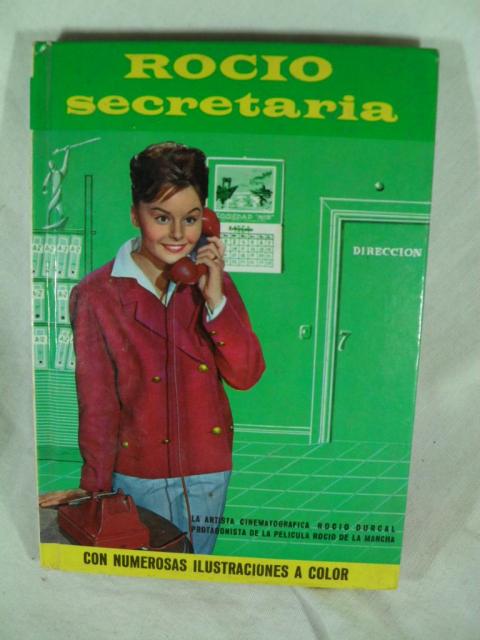 ROCIO
secretaria
DIRECCION
7
LA ARTISTA CINEMATOGRAFICA ROCIO DURCAL
PROTAGONISTA DE LA PELICULA ROCIO DE LA MANCHA
CON NUMEROSAS ILUSTRACIONES A COLOR